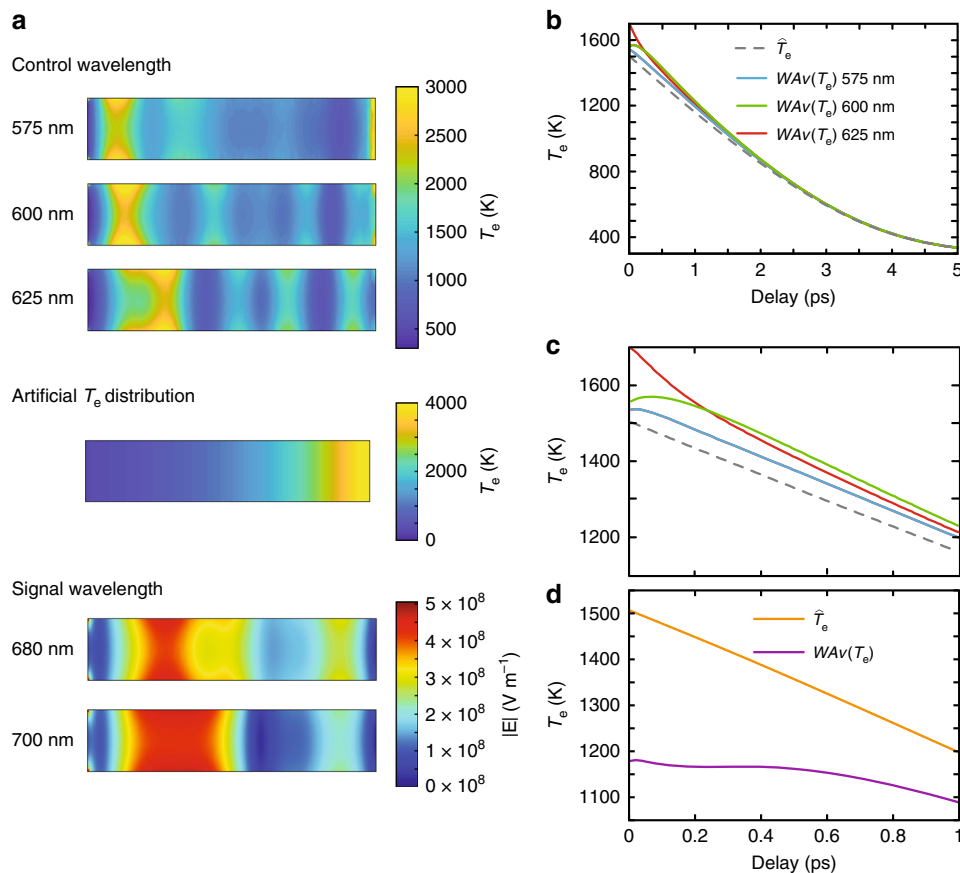 a
Control wavelength
575 nm
600 nm
625 nm
3000
2500
2000
1500
1000
500
Te (K)
Artificial Te distribution
4000
2000
0
Te (K)
Signal wavelength
680 nm
700 nm
5 × 10⁸
4 × 10⁸
3 × 10⁸
2 × 10⁸
1 × 10⁸
0 × 10⁸
|E| (V m⁻¹)
b
1600
1200
800
400
Te (K)
T̂e
WAv(Te) 575 nm
WAv(Te) 600 nm
WAv(Te) 625 nm
0 1 2 3 4 5
Delay (ps)
c
1600
1400
1200
Te (K)
d
1500
1400
1300
1200
1100
Te (K)
T̂e
WAv(Te)
0 0.2 0.4 0.6 0.8 1
Delay (ps)